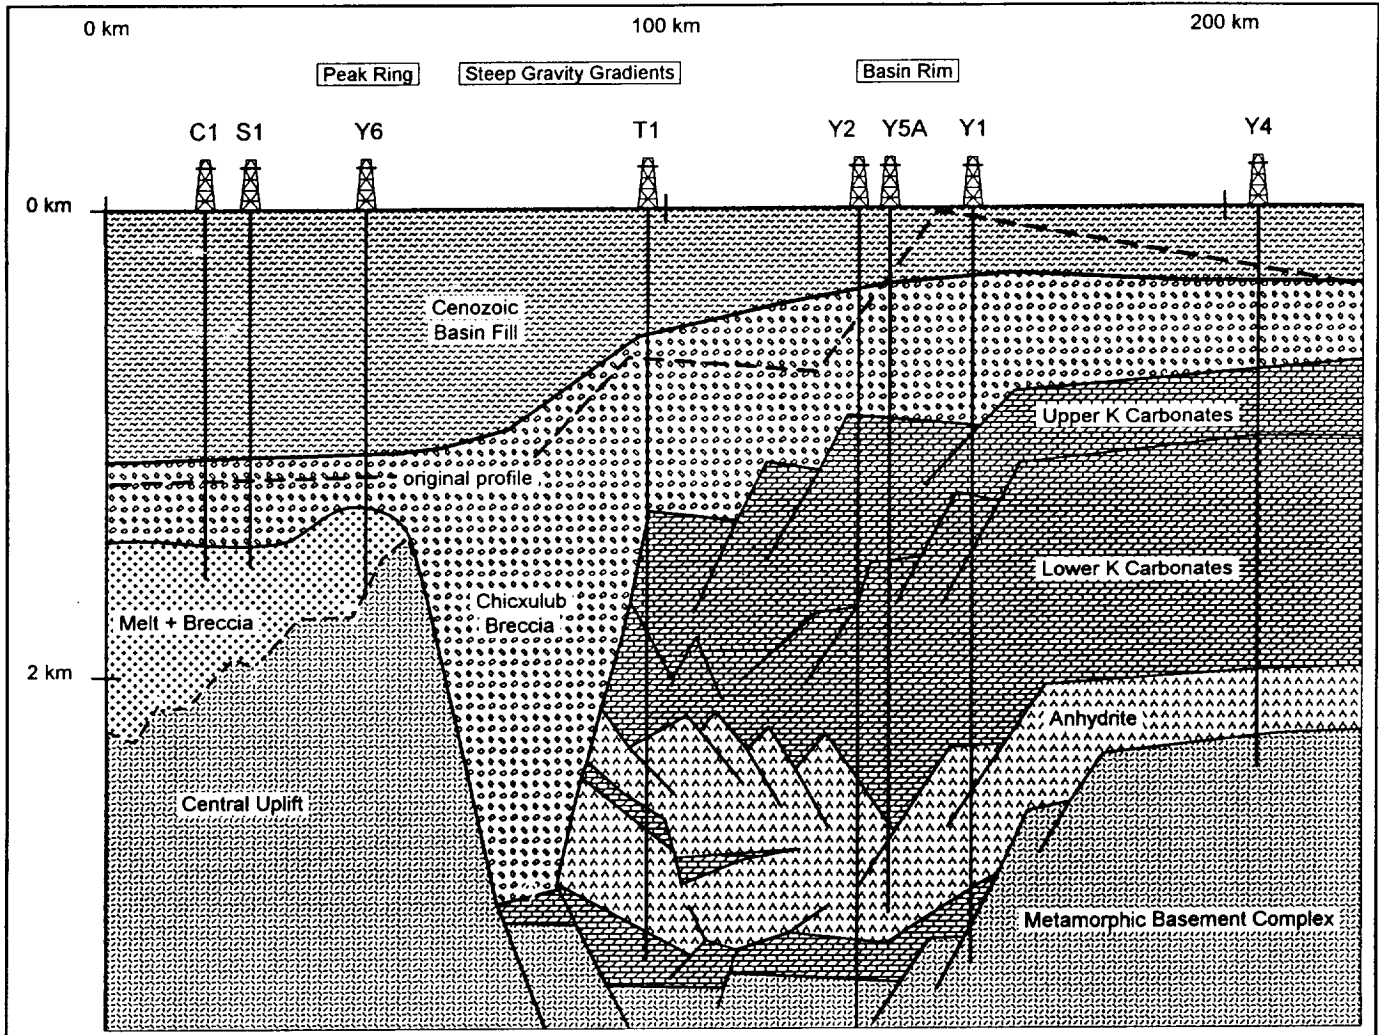 0 km
100 km
200 km
Peak Ring
Steep Gravity Gradients
Basin Rim
C1
S1
Y6
T1
Y2
Y5A
Y1
Y4
0 km
Cenozoic
Basin Fill
Upper K Carbonates
original profile
Lower K Carbonates
Chicxulub
Breccia
Melt + Breccia
2 km
Anhydrite
Central Uplift
Metamorphic Basement Complex